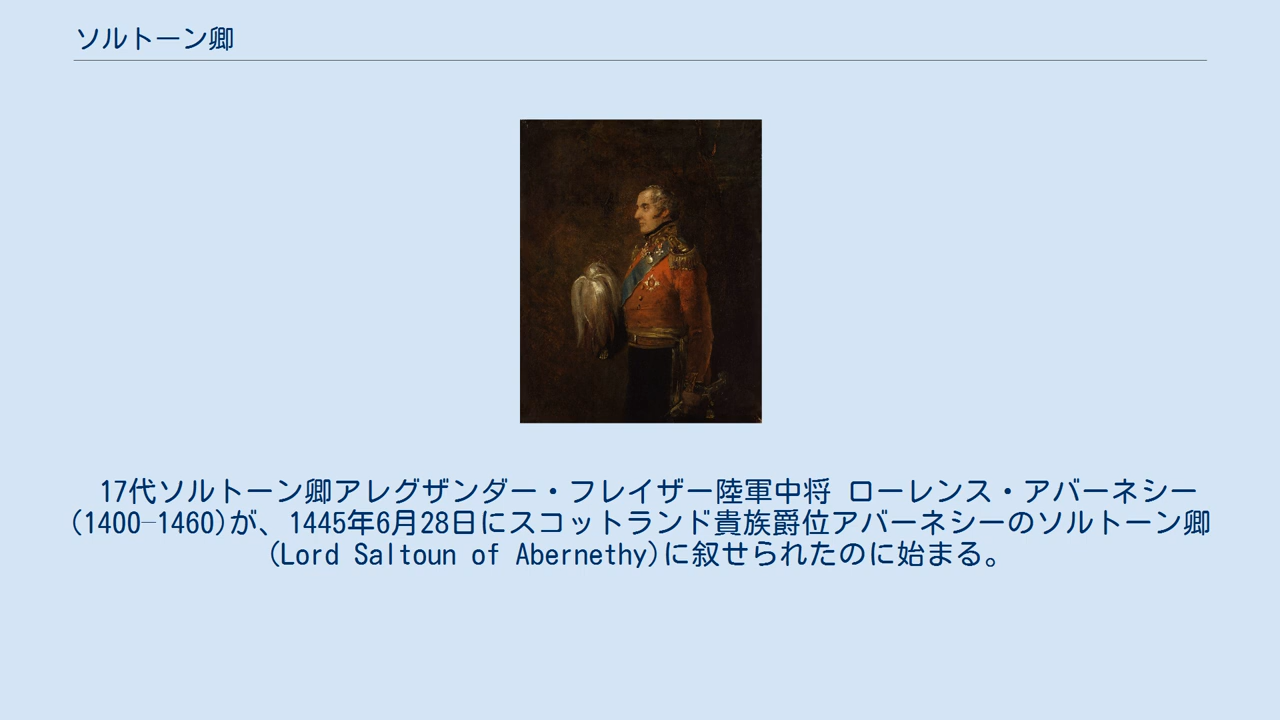 ソルトーン卿
17代ソルトーン卿アレグザンダー・フレイザー陸軍中将 ローレンス・アバーネシー
(1400–1460)が、1445年6月28日にスコットランド貴族爵位アバーネシーのソルトーン卿
(Lord Saltoun of Abernethy)に叙せられたのに始まる。